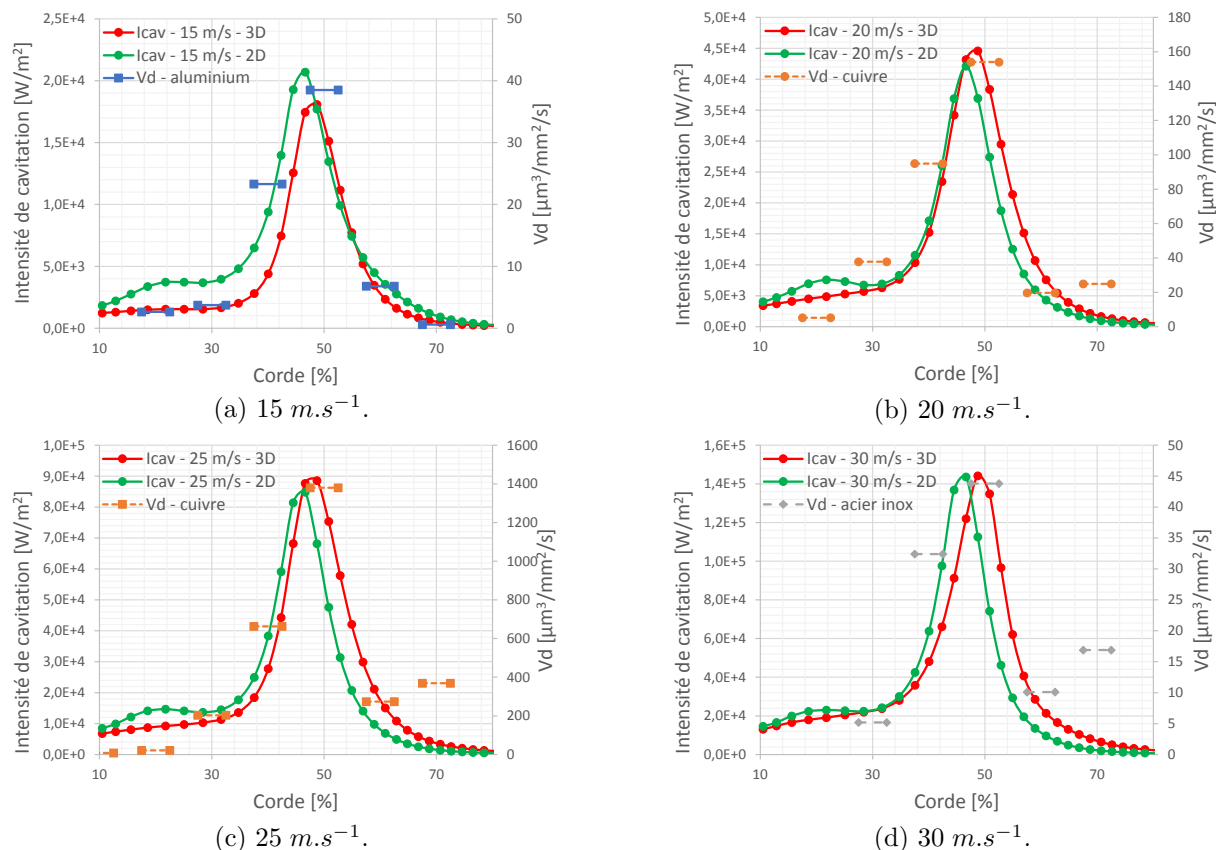 2,5E+4
2,0E+4
1,5E+4
1,0E+4
5,0E+3
0,0E+0
Intensité de cavitation [W/m²]
Icav - 15 m/s - 3D
Icav - 15 m/s - 2D
Vd - aluminium
50
40
30
20
10
0
Vd [µm³/mm²/s]
10 30 50 70
Corde [%]
(a) 15 m.s⁻¹.
5,0E+4
4,5E+4
4,0E+4
3,5E+4
3,0E+4
2,5E+4
2,0E+4
1,5E+4
1,0E+4
5,0E+3
0,0E+0
Intensité de cavitation [W/m²]
Icav - 20 m/s - 3D
Icav - 20 m/s - 2D
Vd - cuivre
180
160
140
120
100
80
60
40
20
0
Vd [µm³/mm²/s]
10 30 50 70
Corde [%]
(b) 20 m.s⁻¹.
1,0E+5
9,0E+4
8,0E+4
7,0E+4
6,0E+4
5,0E+4
4,0E+4
3,0E+4
2,0E+4
1,0E+4
0,0E+0
Intensité de cavitation [W/m²]
Icav - 25 m/s - 3D
Icav - 25 m/s - 2D
Vd - cuivre
1600
1400
1200
1000
800
600
400
200
0
Vd [µm³/mm²/s]
10 30 50 70
Corde [%]
(c) 25 m.s⁻¹.
1,6E+5
1,4E+5
1,2E+5
1,0E+5
8,0E+4
6,0E+4
4,0E+4
2,0E+4
0,0E+0
Intensité de cavitation [W/m²]
Icav - 30 m/s - 3D
Icav - 30 m/s - 2D
Vd - acier inox
50
45
40
35
30
25
20
15
10
5
0
Vd [µm³/mm²/s]
10 30 50 70
Corde [%]
(d) 30 m.s⁻¹.